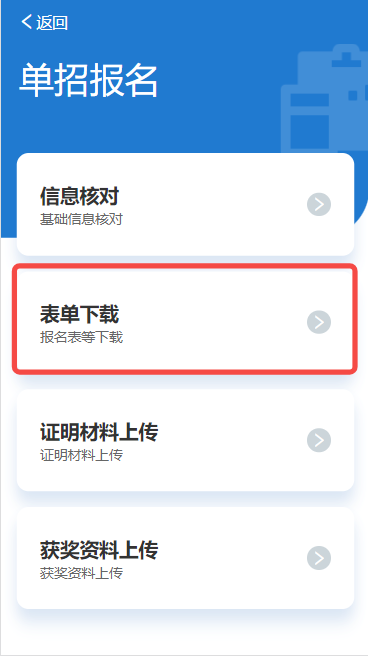 返回
单招报名
信息核对
基础信息核对
表单下载
报名表等下载
证明材料上传
证明材料上传
获奖资料上传
获奖资料上传